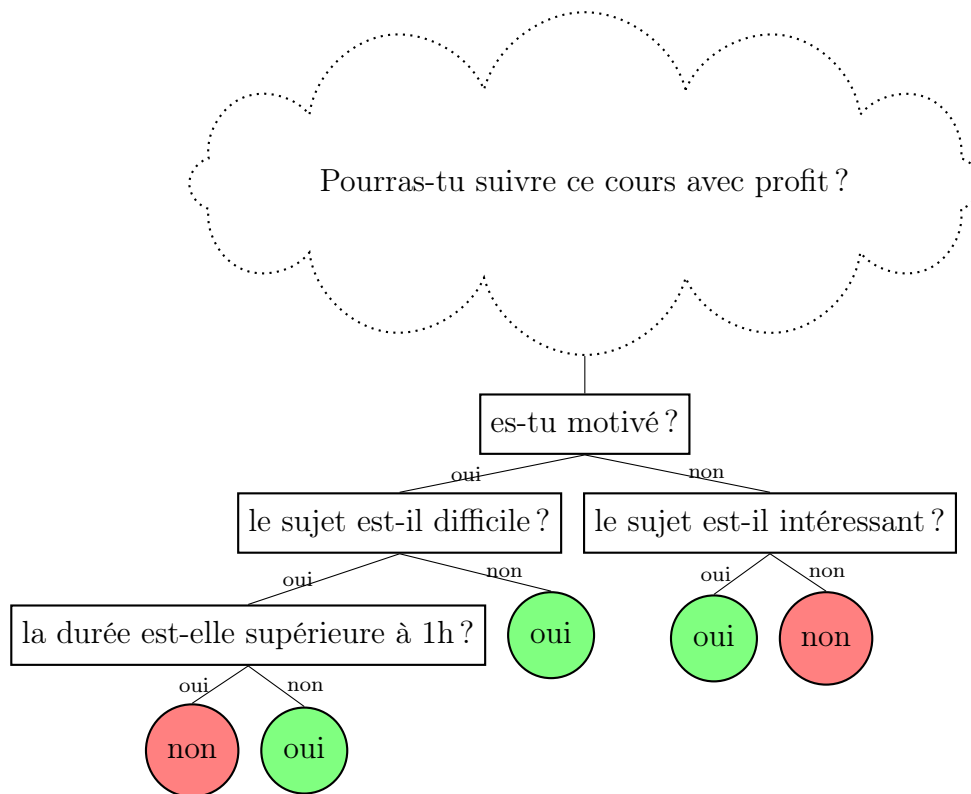 Pourras-tu suivre ce cours avec profit ?
es-tu motivé ?
oui
non
le sujet est-il difficile ?
le sujet est-il intéressant ?
oui
non
oui
non
la durée est-elle supérieure à 1h ?
oui
oui
non
oui
non
non
oui